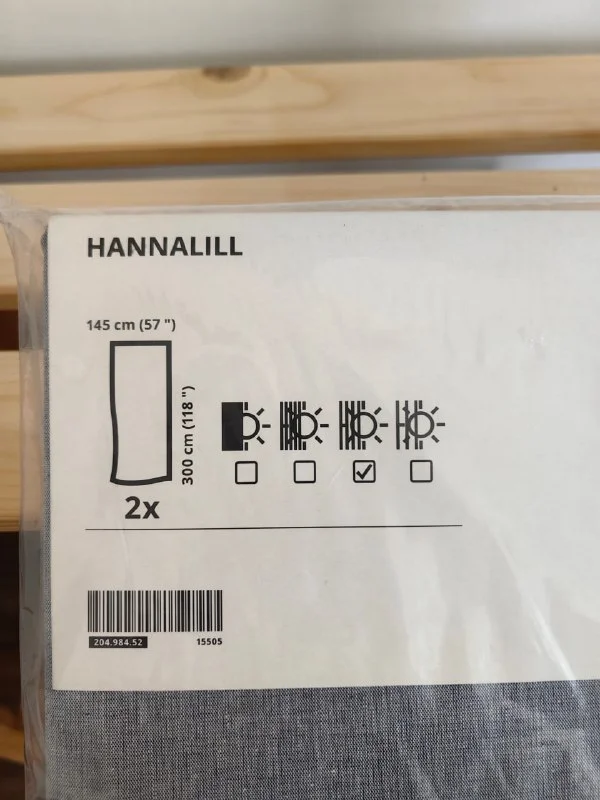 HANNALILL
145 cm (57 ")
300 cm (118 ")
2x
204.984.52
15505